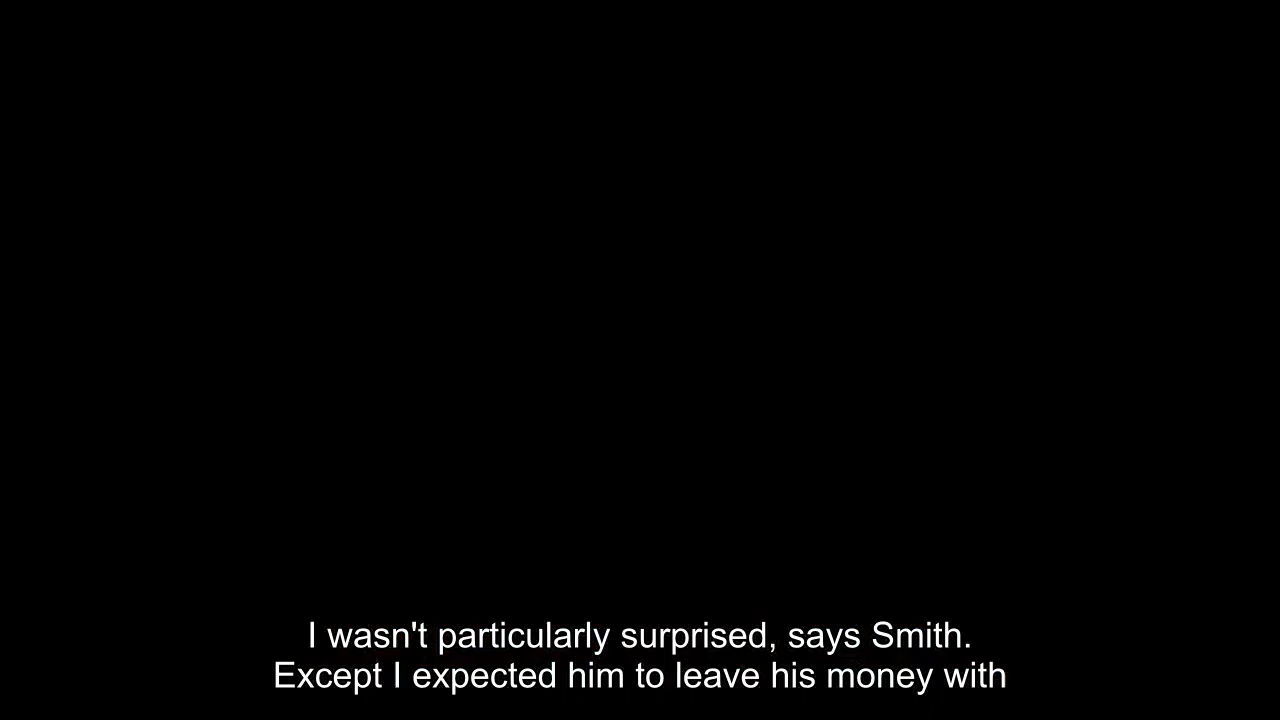 I wasn't particularly surprised, says Smith.
Except I expected him to leave his money with